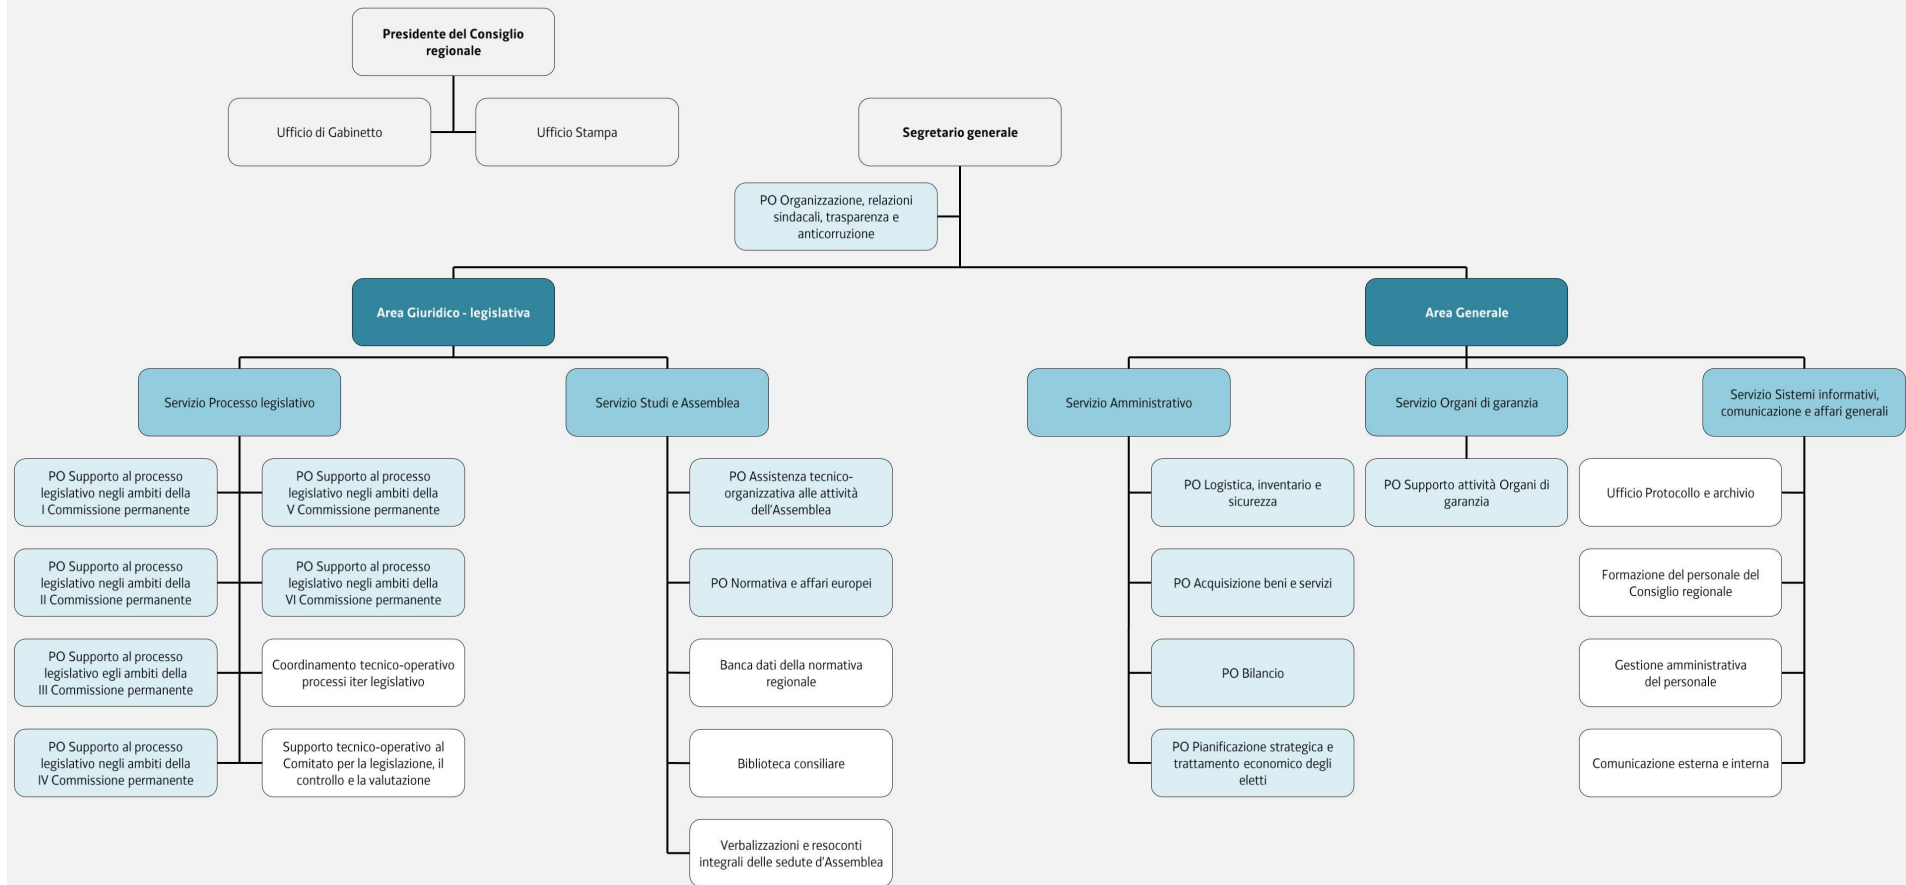 Presidente del Consiglio
regionale
Ufficio di Gabinetto
Ufficio Stampa
Segretario generale
PO Organizzazione, relazioni
sindacali, trasparenza e
anticorruzione
Area Giuridico - legislativa
Area Generale
Servizio Processo legislativo
Servizio Studi e Assemblea
Servizio Amministrativo
Servizio Organi di garanzia
Servizio Sistemi informativi,
comunicazione e affari generali
PO Supporto al processo
legislativo negli ambiti della
I Commissione permanente
PO Supporto al processo
legislativo negli ambiti della
V Commissione permanente
PO Supporto al processo
legislativo negli ambiti della
II Commissione permanente
PO Supporto al processo
legislativo negli ambiti della
VI Commissione permanente
PO Supporto al processo
legislativo egli ambiti della
III Commissione permanente
Coordinamento tecnico-operativo
processi iter legislativo
PO Supporto al processo
legislativo negli ambiti della
IV Commissione permanente
Supporto tecnico-operativo al
Comitato per la legislazione, il
controllo e la valutazione
PO Assistenza tecnico-
organizzativa alle attività
dell'Assemblea
PO Normativa e affari europei
Banca dati della normativa
regionale
Biblioteca consiliare
Verbalizzazioni e resoconti
integrali delle sedute d'Assemblea
PO Logistica, inventario e
sicurezza
PO Acquisizione beni e servizi
PO Bilancio
PO Pianificazione strategica e
trattamento economico degli
eletti
PO Supporto attività Organi di
garanzia
Ufficio Protocollo e archivio
Formazione del personale del
Consiglio regionale
Gestione amministrativa
del personale
Comunicazione esterna e interna